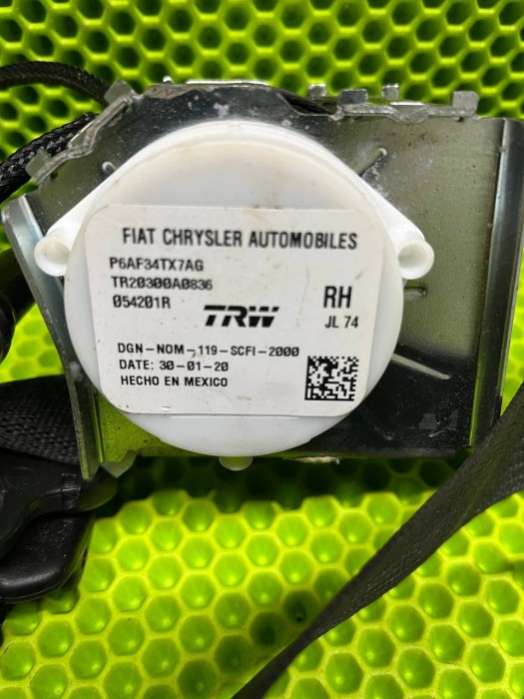 FIAT CHRYSLER AUTOMOBILES
P6AF34TX7AG
TR20300A0836
054201R
TRW
RH
JL 74
DGN-NOM-119-SCFI-2000
DATE: 30-01-20
HECHO EN MEXICO